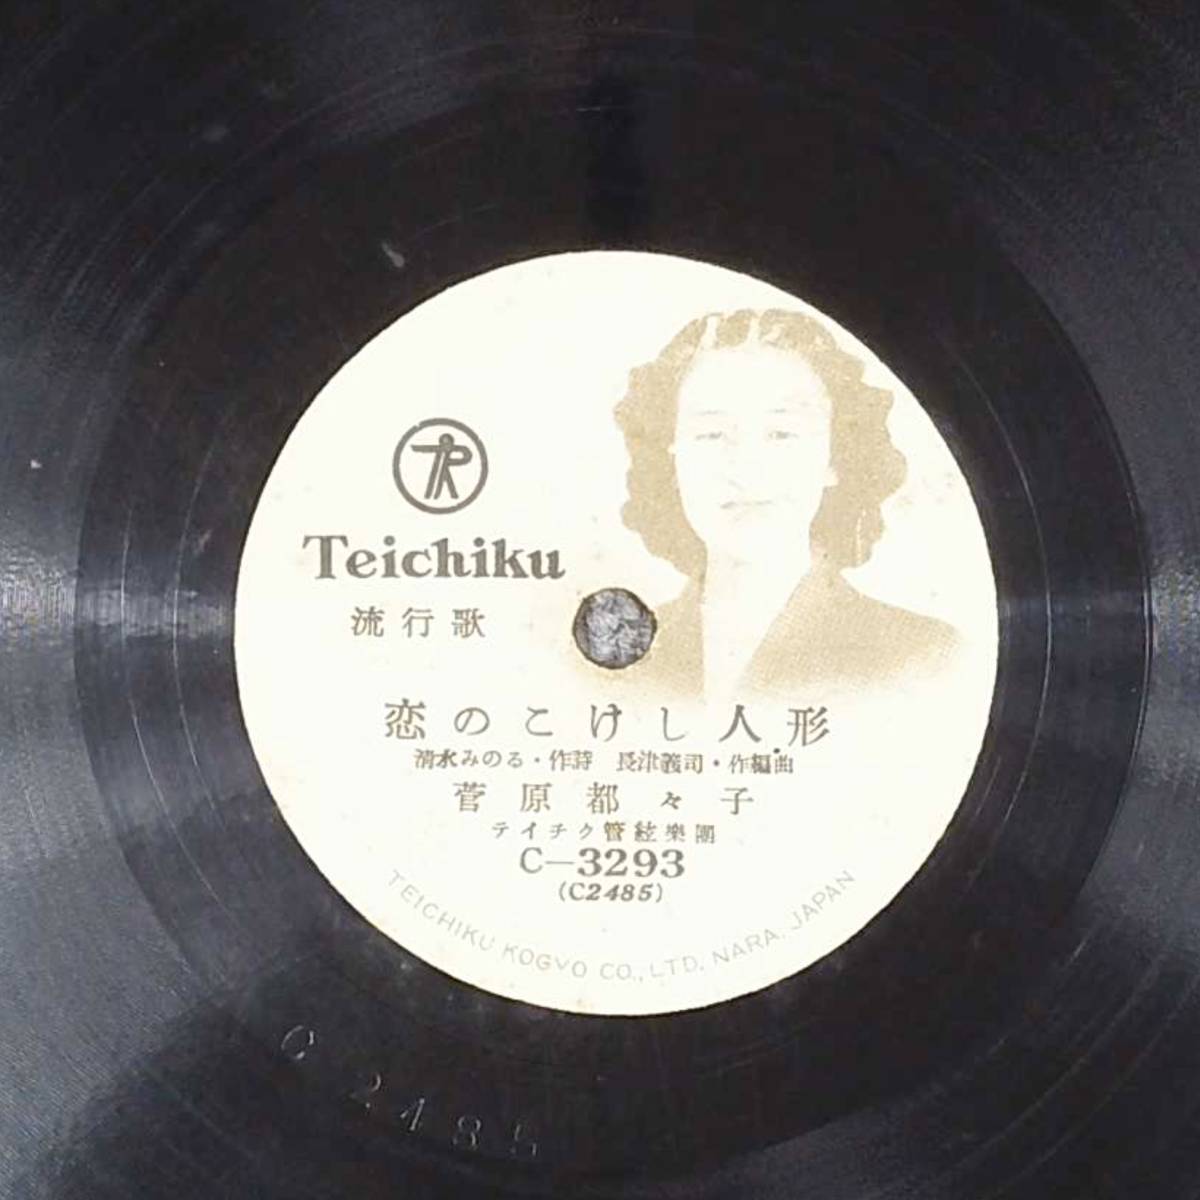 Teichiku
流行歌
恋のこけし人形
清水みのる・作詩 長津義司・作編曲
菅原都々子
テイチク管絃樂團
C—3293
(C2485)
TEICHIKU KOGYO CO., LTD. NARA, JAPAN
C 2485